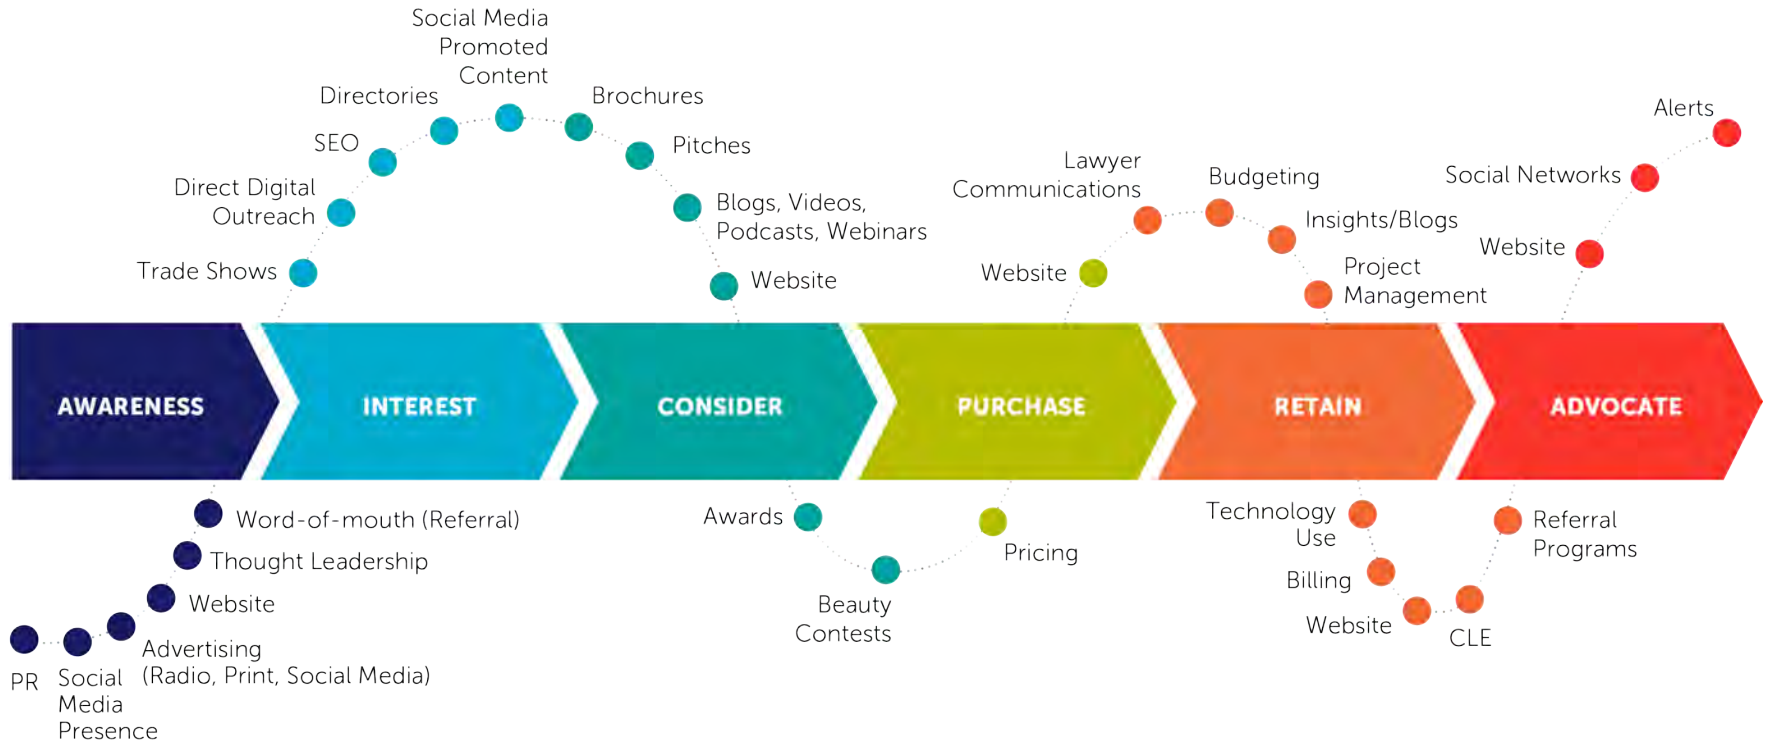 Social Media
Promoted
Content
Directories
Brochures
SEO
Pitches
Direct Digital
Outreach
Blogs, Videos,
Podcasts, Webinars
Trade Shows
Website
Lawyer
Communications
Budgeting
Insights/Blogs
Website
Project
Management
Alerts
Social Networks
Website
AWARENESS
INTEREST
CONSIDER
PURCHASE
RETAIN
ADVOCATE
Word-of-mouth (Referral)
Thought Leadership
Website
Advertising
(Radio, Print, Social Media)
PR
Social
Media
Presence
Awards
Beauty
Contests
Pricing
Technology
Use
Billing
Website
CLE
Referral
Programs